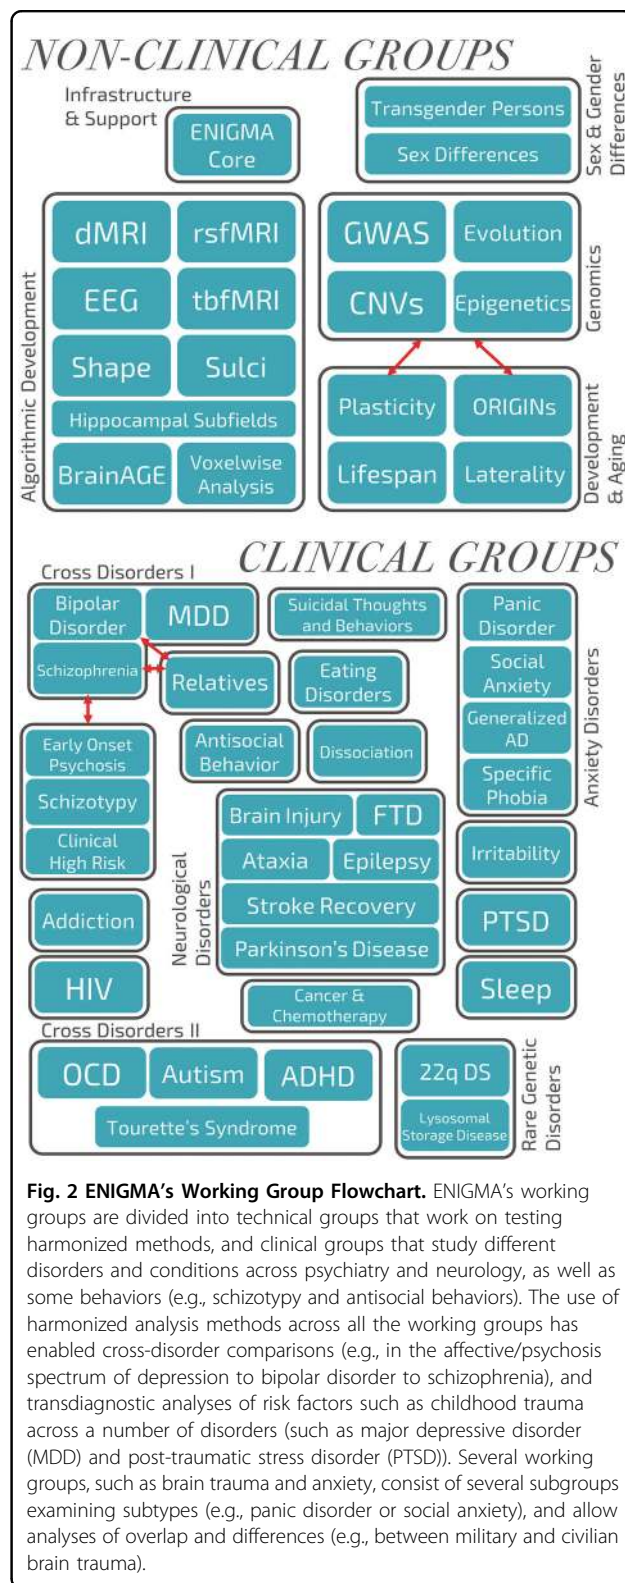 NON-CLINICAL GROUPS
Infrastructure
& Support
ENIGMA
Core
Transgender Persons
Sex Differences
Sex & Gender
Differences
dMRI
rsfMRI
EEG
tbfMRI
Shape
Sulci
Hippocampal Subfields
BrainAGE
Voxelwise
Analysis
Algorithmic Development
GWAS
Evolution
CNVs
Epigenetics
Genomics
Plasticity
ORIGINs
Lifespan
Laterality
Development
& Aging
CLINICAL GROUPS
Cross Disorders I
Bipolar
Disorder
MDD
Schizophrenia
Relatives
Suicidal Thoughts
and Behaviors
Eating
Disorders
Antisocial
Behavior
Dissociation
Panic
Disorder
Social
Anxiety
Generalized
AD
Specific
Phobia
Anxiety Disorders
Early Onset
Psychosis
Schizotypy
Clinical
High Risk
Brain Injury
FTD
Ataxia
Epilepsy
Stroke Recovery
Parkinson's Disease
Neurological
Disorders
Irritability
PTSD
Sleep
Addiction
HIV
Cancer &
Chemotherapy
Cross Disorders II
OCD
Autism
ADHD
Tourette's Syndrome
22q DS
Lysosomal
Storage Disease
Rare Genetic
Disorders
Fig. 2 ENIGMA's Working Group Flowchart. ENIGMA's working
groups are divided into technical groups that work on testing
harmonized methods, and clinical groups that study different
disorders and conditions across psychiatry and neurology, as well as
some behaviors (e.g., schizotypy and antisocial behaviors). The use of
harmonized analysis methods across all the working groups has
enabled cross-disorder comparisons (e.g., in the affective/psychosis
spectrum of depression to bipolar disorder to schizophrenia), and
transdiagnostic analyses of risk factors such as childhood trauma
across a number of disorders (such as major depressive disorder
(MDD) and post-traumatic stress disorder (PTSD)). Several working
groups, such as brain trauma and anxiety, consist of several subgroups
examining subtypes (e.g., panic disorder or social anxiety), and allow
analyses of overlap and differences (e.g., between military and civilian
brain trauma).